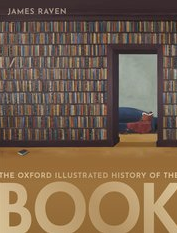 JAMES RAVEN
THE OXFORD ILLUSTRATED HISTORY OF THE
BOOK